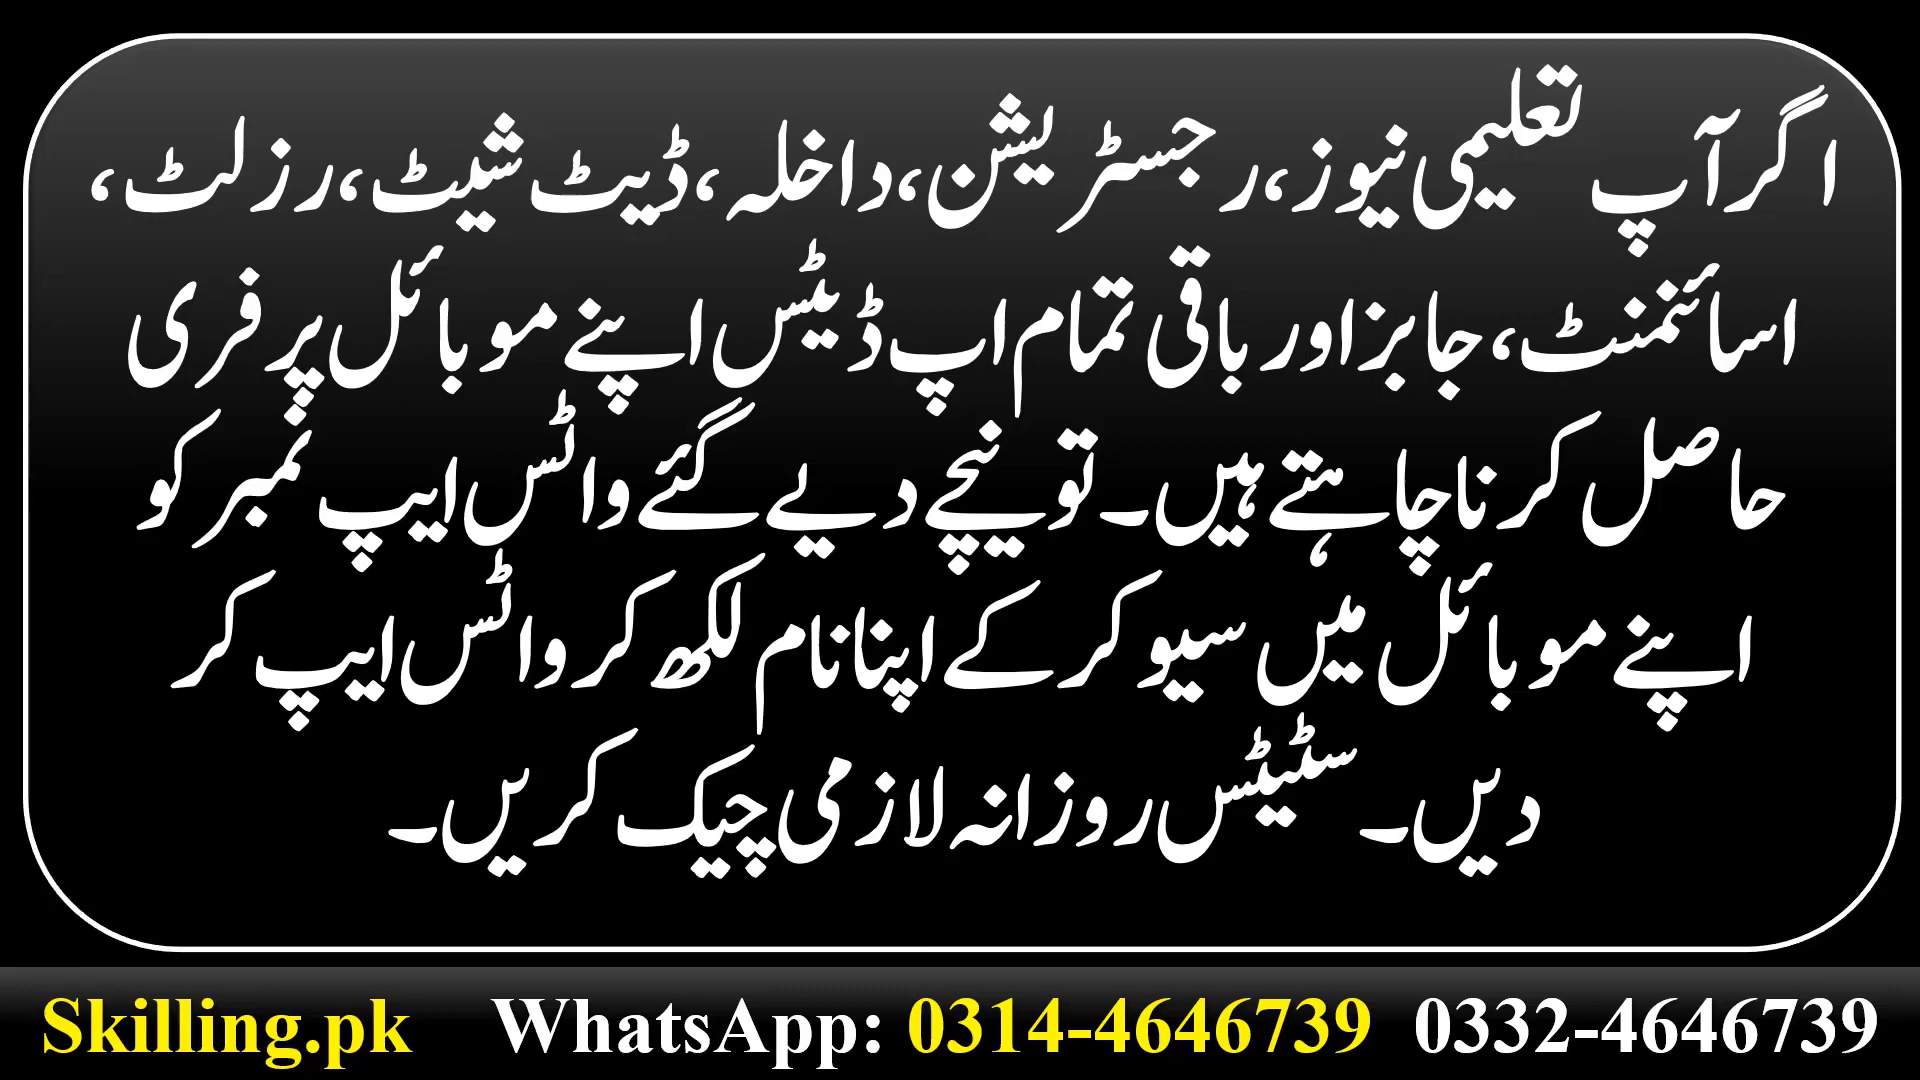 اگر آپ تعلیمی نیوز، رجسٹریشن، داخلہ، ڈیٹ شیٹ، رزلٹ،
اسائنمنٹ، جابز اور باقی تمام اپ ڈیٹس اپنے موبائل پر فری
حاصل کرنا چاہتے ہیں۔ تو نیچے دیے گئے واٹس ایپ نمبر کو
اپنے موبائل میں سیو کر کے اپنا نام لکھ کر واٹس ایپ کر
دیں۔ سٹیٹس روزانہ لازمی چیک کریں۔
Skilling.pk WhatsApp: 0314-4646739 0332-4646739